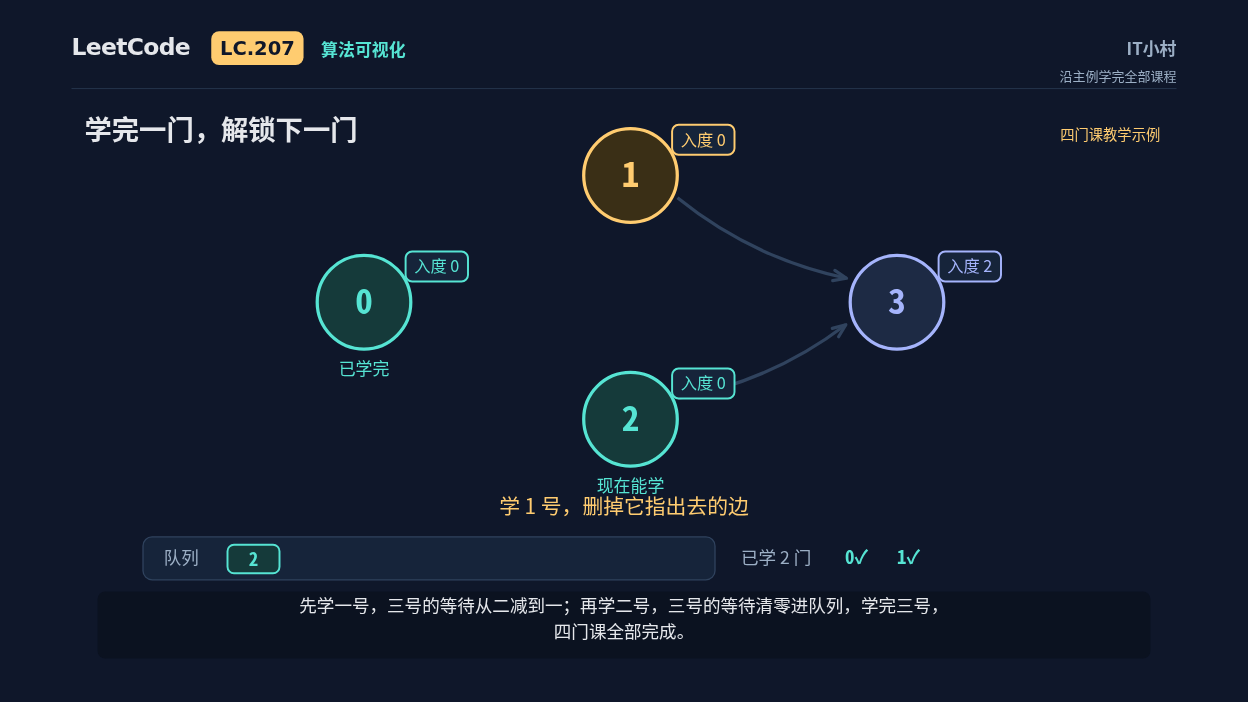 LeetCode LC.207 算法可视化
IT小村
沿主例学完全部课程
学完一门，解锁下一门
四门课教学示例
1
入度 0
0
入度 0
已学完
3
入度 2
2
入度 0
现在能学
学 1 号，删掉它指出去的边
队列 2
已学 2 门 0✓ 1✓
先学一号，三号的等待从二减到一；再学二号，三号的等待清零进队列，学完三号，
四门课全部完成。